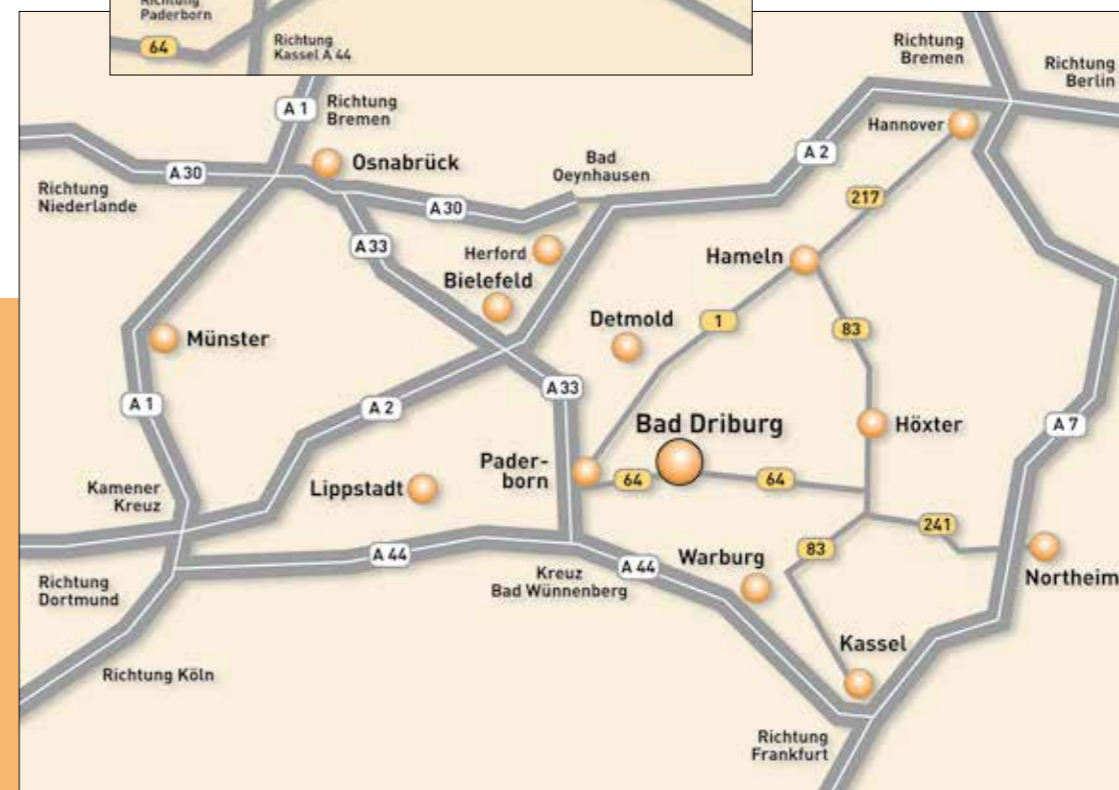 Richtung
Paderborn
64
Richtung
Kassel A 44
Richtung
Bremen
Richtung
Berlin
A 1
Richtung
Bremen
Hannover
A 2
Osnabrück
Bad
Oeynhausen
A 30
Richtung
Niederlande
A 30
217
A 33
Herford
Hameln
Bielefeld
Detmold
1
83
Münster
A 33
A 1
A 2
Bad Driburg
Höxter
A 7
Pader-
born
64
64
Kamener
Kreuz
Lippstadt
241
83
A 44
Warburg
A 44
Kreuz
Bad Wünnenberg
Northeim
Richtung
Dortmund
Kassel
Richtung Köln
Richtung
Frankfurt